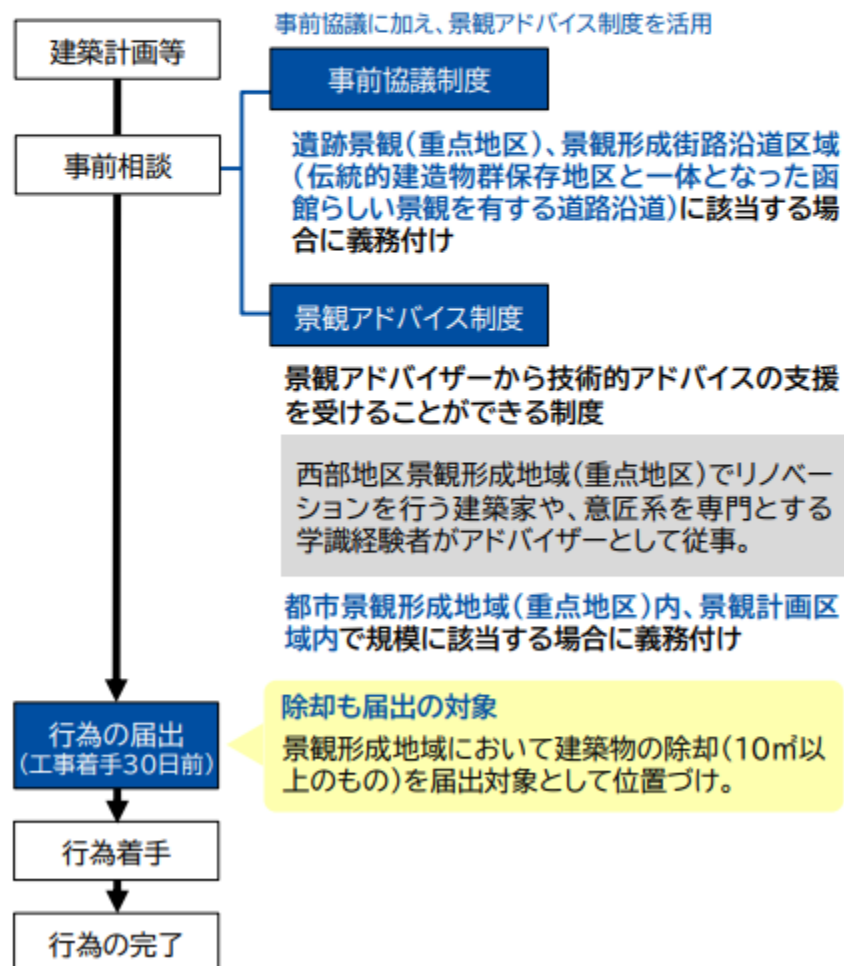 事前協議に加え、景観アドバイス制度を活用
建築計画等
事前協議制度
事前相談
遺跡景観(重点地区)、景観形成街路沿道区域
(伝統的建造物群保存地区と一体となった函
館らしい景観を有する道路沿道)に該当する場
合に義務付け
景観アドバイス制度
景観アドバイザーから技術的アドバイスの支援
を受けることができる制度
西部地区景観形成地域(重点地区)でリノベー
ションを行う建築家や、意匠系を専門とする
学識経験者がアドバイザーとして従事。
都市景観形成地域(重点地区)内、景観計画区
域内で規模に該当する場合に義務付け
行為の届出
(工事着手30日前)
除却も届出の対象
景観形成地域において建築物の除却(10㎡以
上のもの)を届出対象として位置づけ。
行為着手
行為の完了